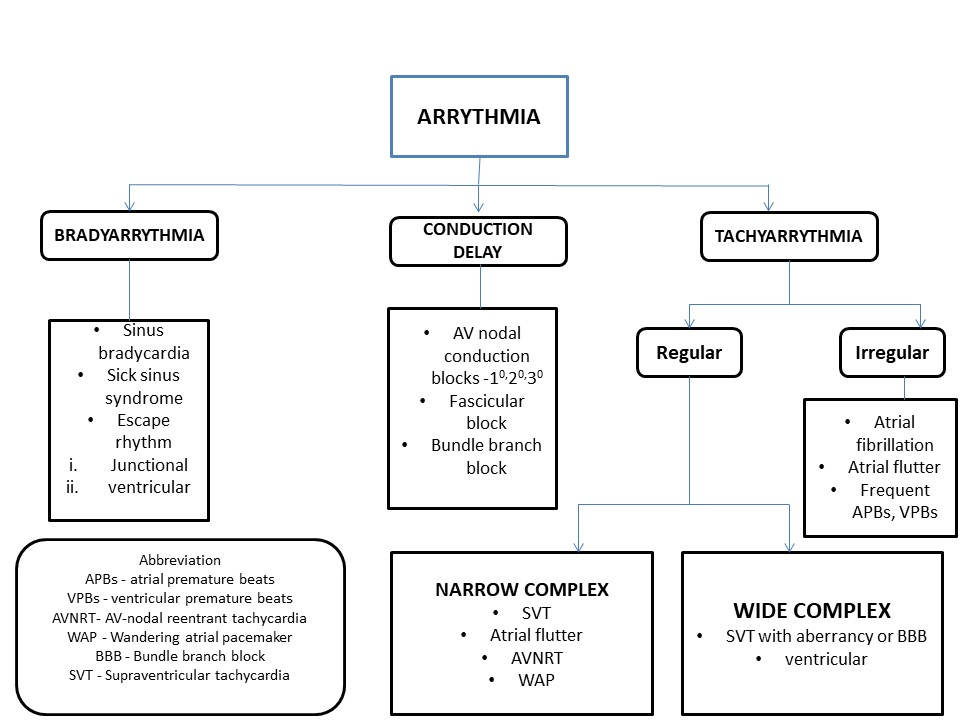 ARRYTHMIA
BRADYARRYTHMIA
CONDUCTION
DELAY
TACHYARRYTHMIA
• Sinus
bradycardia
• Sick sinus
syndrome
• Escape
rhythm
i. Junctional
ii. ventricular
• AV nodal
conduction
blocks -1⁰,2⁰,3⁰
• Fascicular
block
• Bundle branch
block
Regular
Irregular
• Atrial
fibrillation
• Atrial flutter
• Frequent
APBs, VPBs
Abbreviation
APBs - atrial premature beats
VPBs - ventricular premature beats
AVNRT- AV-nodal reentrant tachycardia
WAP - Wandering atrial pacemaker
BBB - Bundle branch block
SVT - Supraventricular tachycardia
NARROW COMPLEX
• SVT
• Atrial flutter
• AVNRT
• WAP
WIDE COMPLEX
• SVT with aberrancy or BBB
• ventricular